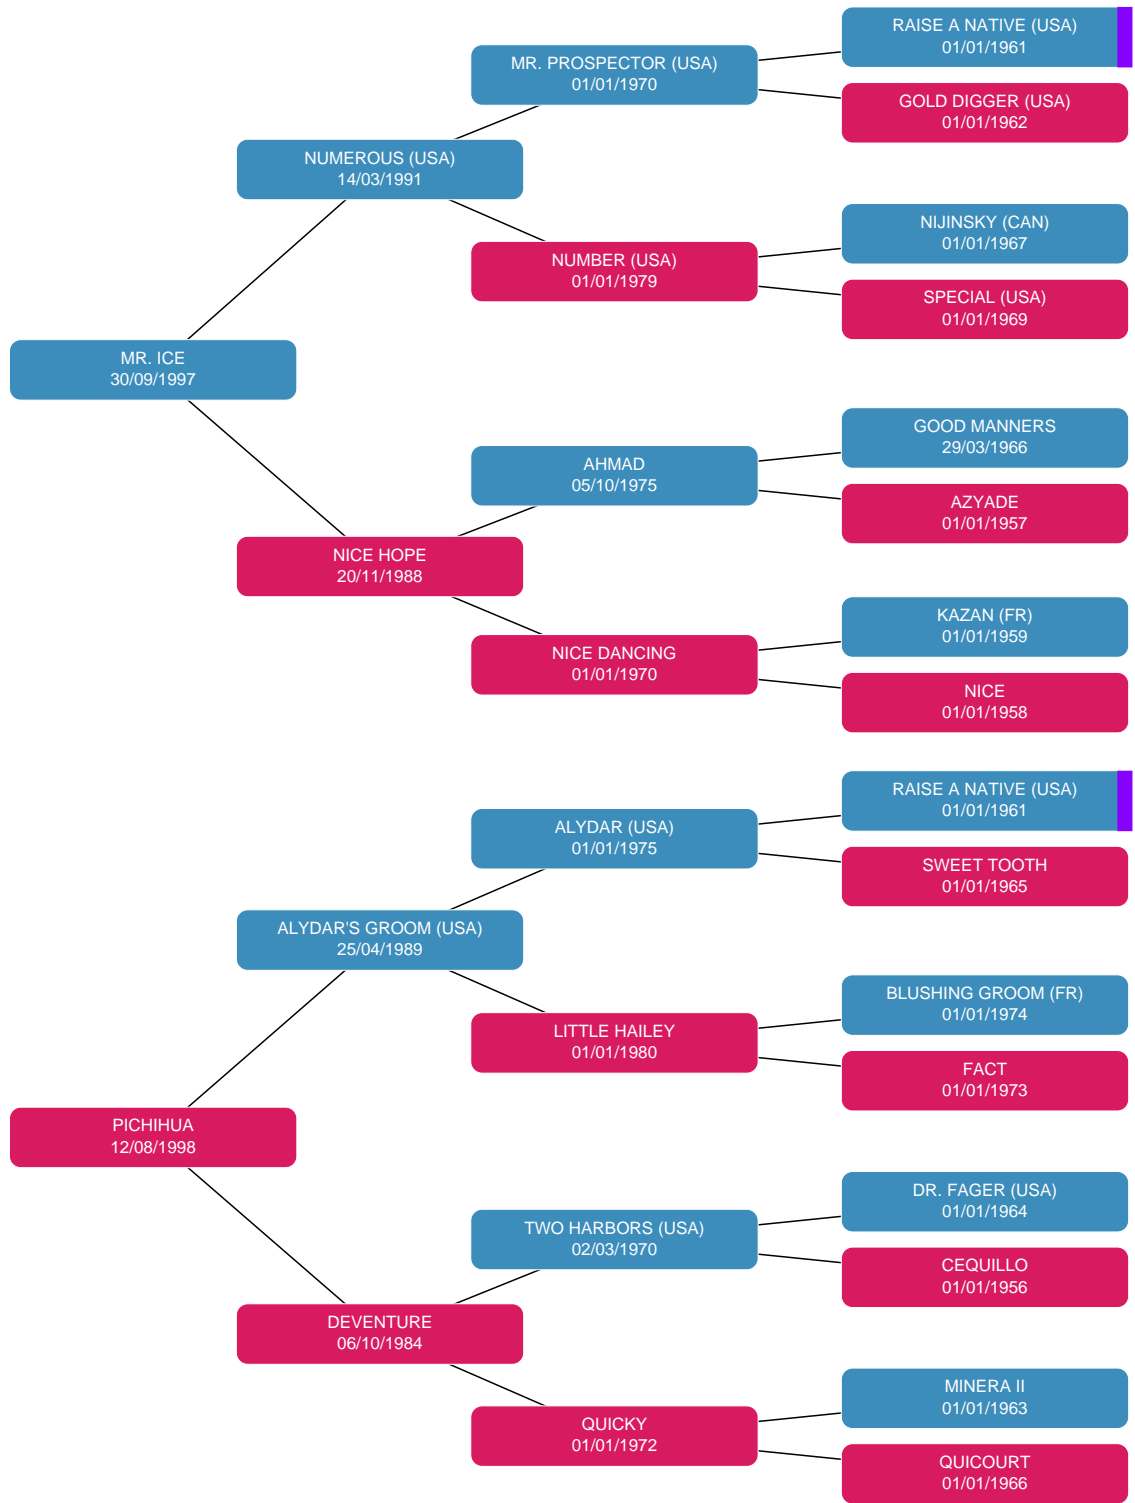 RAISE A NATIVE (USA)
01/01/1961
MR. PROSPECTOR (USA)
01/01/1970
GOLD DIGGER (USA)
01/01/1962
NUMEROUS (USA)
14/03/1991
NIJINSKY (CAN)
01/01/1967
NUMBER (USA)
01/01/1979
SPECIAL (USA)
01/01/1969
MR. ICE
30/09/1997
GOOD MANNERS
29/03/1966
AHMAD
05/10/1975
AZYADE
01/01/1957
NICE HOPE
20/11/1988
KAZAN (FR)
01/01/1959
NICE DANCING
01/01/1970
NICE
01/01/1958
RAISE A NATIVE (USA)
01/01/1961
ALYDAR (USA)
01/01/1975
SWEET TOOTH
01/01/1965
ALYDAR'S GROOM (USA)
25/04/1989
BLUSHING GROOM (FR)
01/01/1974
LITTLE HAILEY
01/01/1980
FACT
01/01/1973
PICHIHUA
12/08/1998
DR. FAGER (USA)
01/01/1964
TWO HARBORS (USA)
02/03/1970
CEQUILLO
01/01/1956
DEVENTURE
06/10/1984
MINERA II
01/01/1963
QUICKY
01/01/1972
QUICOURT
01/01/1966